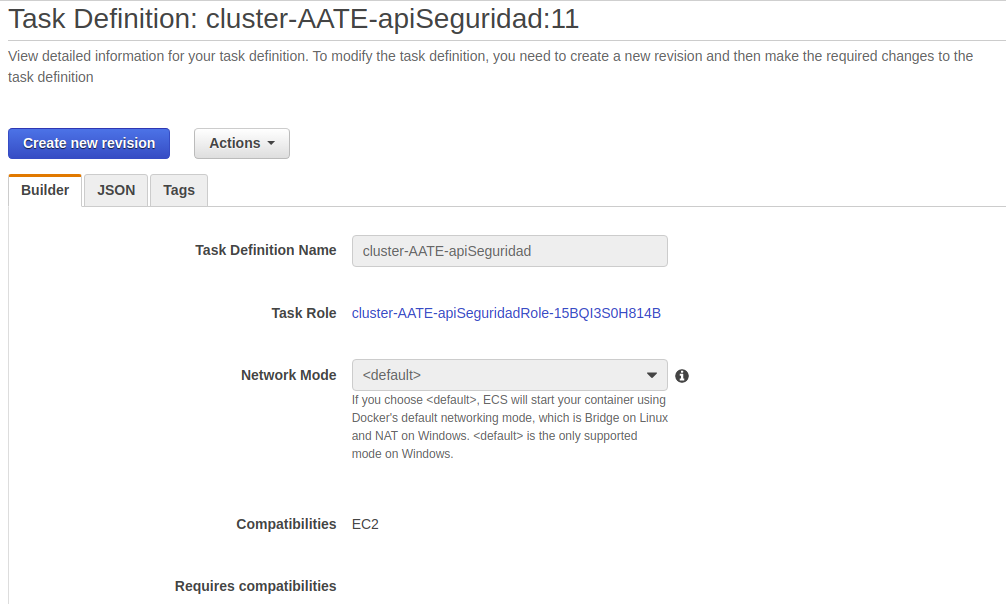 Task Definition: cluster-AATE-apiSeguridad:11
View detailed information for your task definition. To modify the task definition, you need to create a new revision and then make the required changes to the
task definition
Create new revision
Actions
Builder
JSON
Tags
Task Definition Name
cluster-AATE-apiSeguridad
Task Role
cluster-AATE-apiSeguridadRole-15BQI3S0H814B
Network Mode
<default>
If you choose <default>, ECS will start your container using
Docker's default networking mode, which is Bridge on Linux
and NAT on Windows. <default> is the only supported
mode on Windows.
Compatibilities
EC2
Requires compatibilities